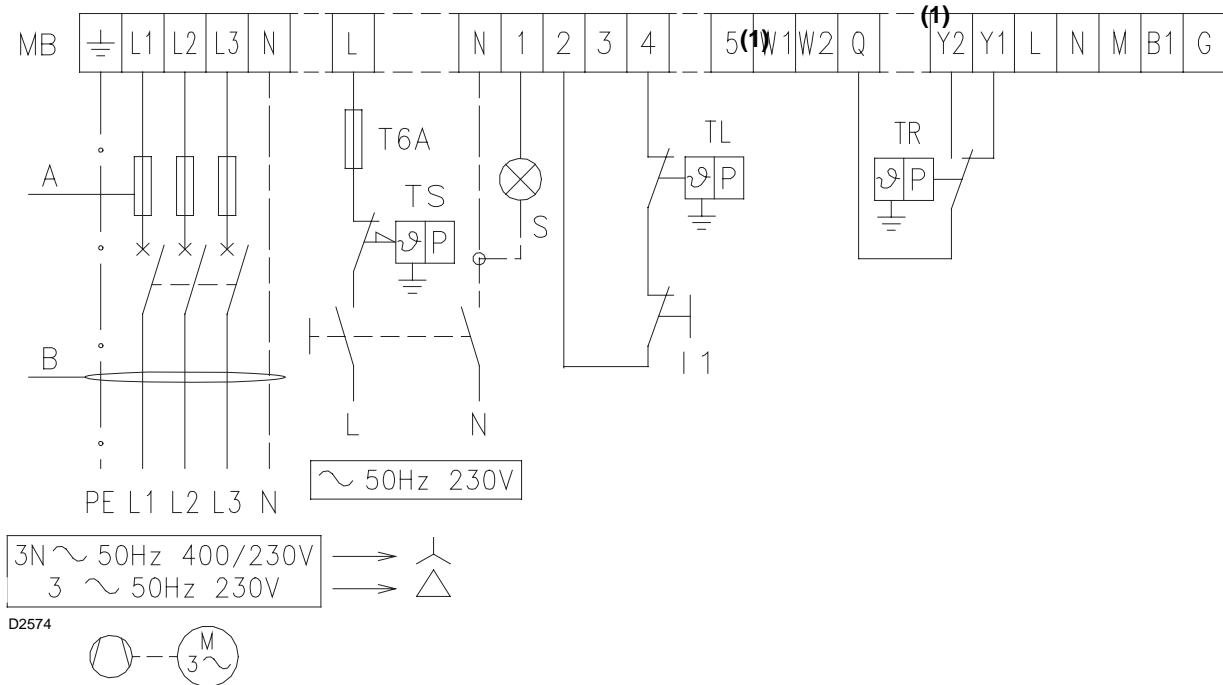 (1)
MB ⏚ L1 L2 L3 N L N 1 2 3 4 5 (1) W1 W2 Q Y2 Y1 L N M B1 G
T6A TL TR
A ϑ P ϑ P
TS
ϑ P S
B I1
L N
∼ 50Hz 230V
PE L1 L2 L3 N
3N ∼ 50Hz 400/230V
3 ∼ 50Hz 230V
D2574
M
3∼